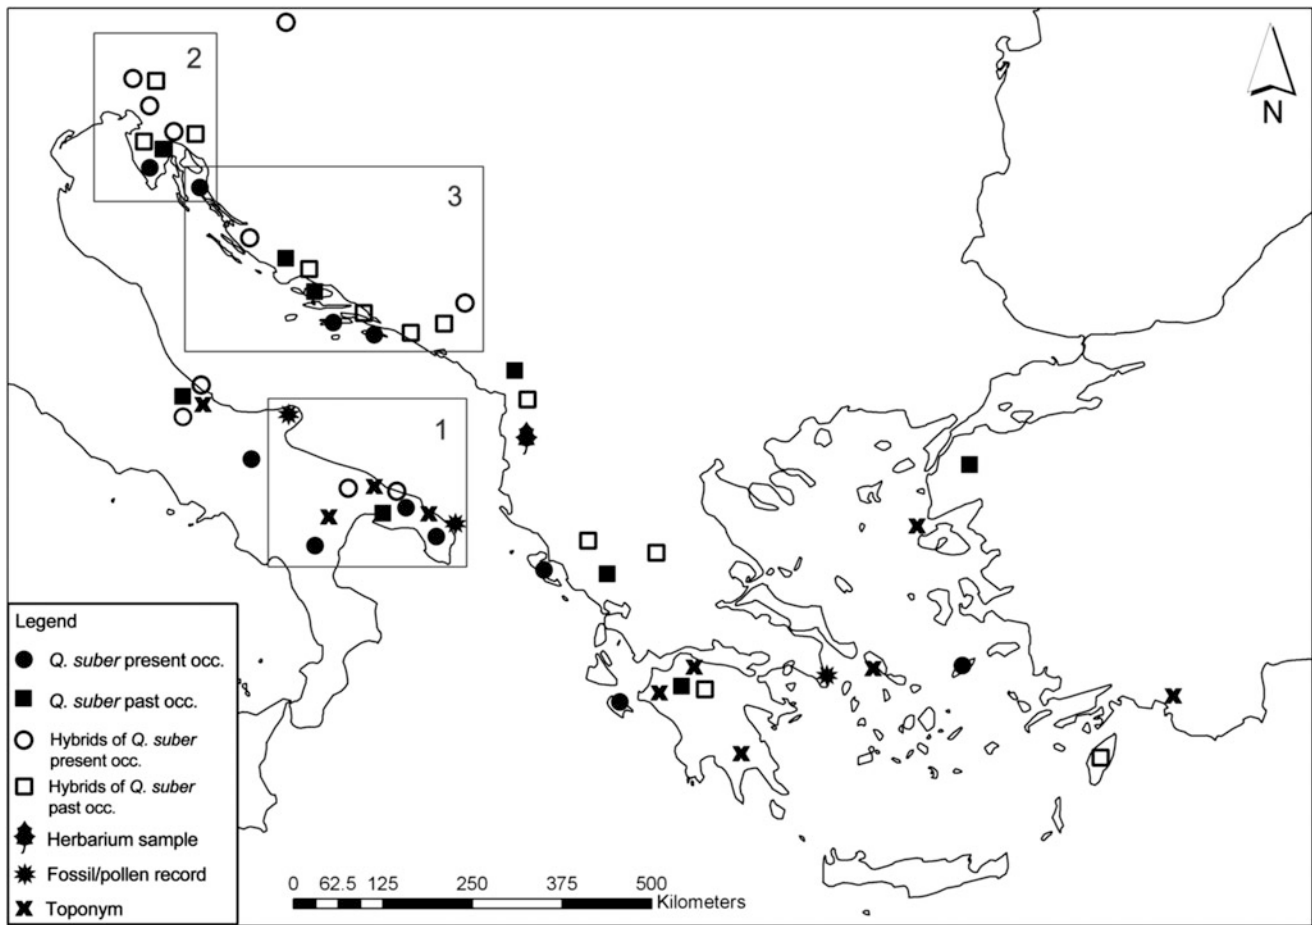 2
N
3
1
Legend
Q. suber present occ.
Q. suber past occ.
Hybrids of Q. suber
present occ.
Hybrids of Q. suber
past occ.
Herbarium sample
Fossil/pollen record
Toponym
0 62.5 125 250 375 500
Kilometers